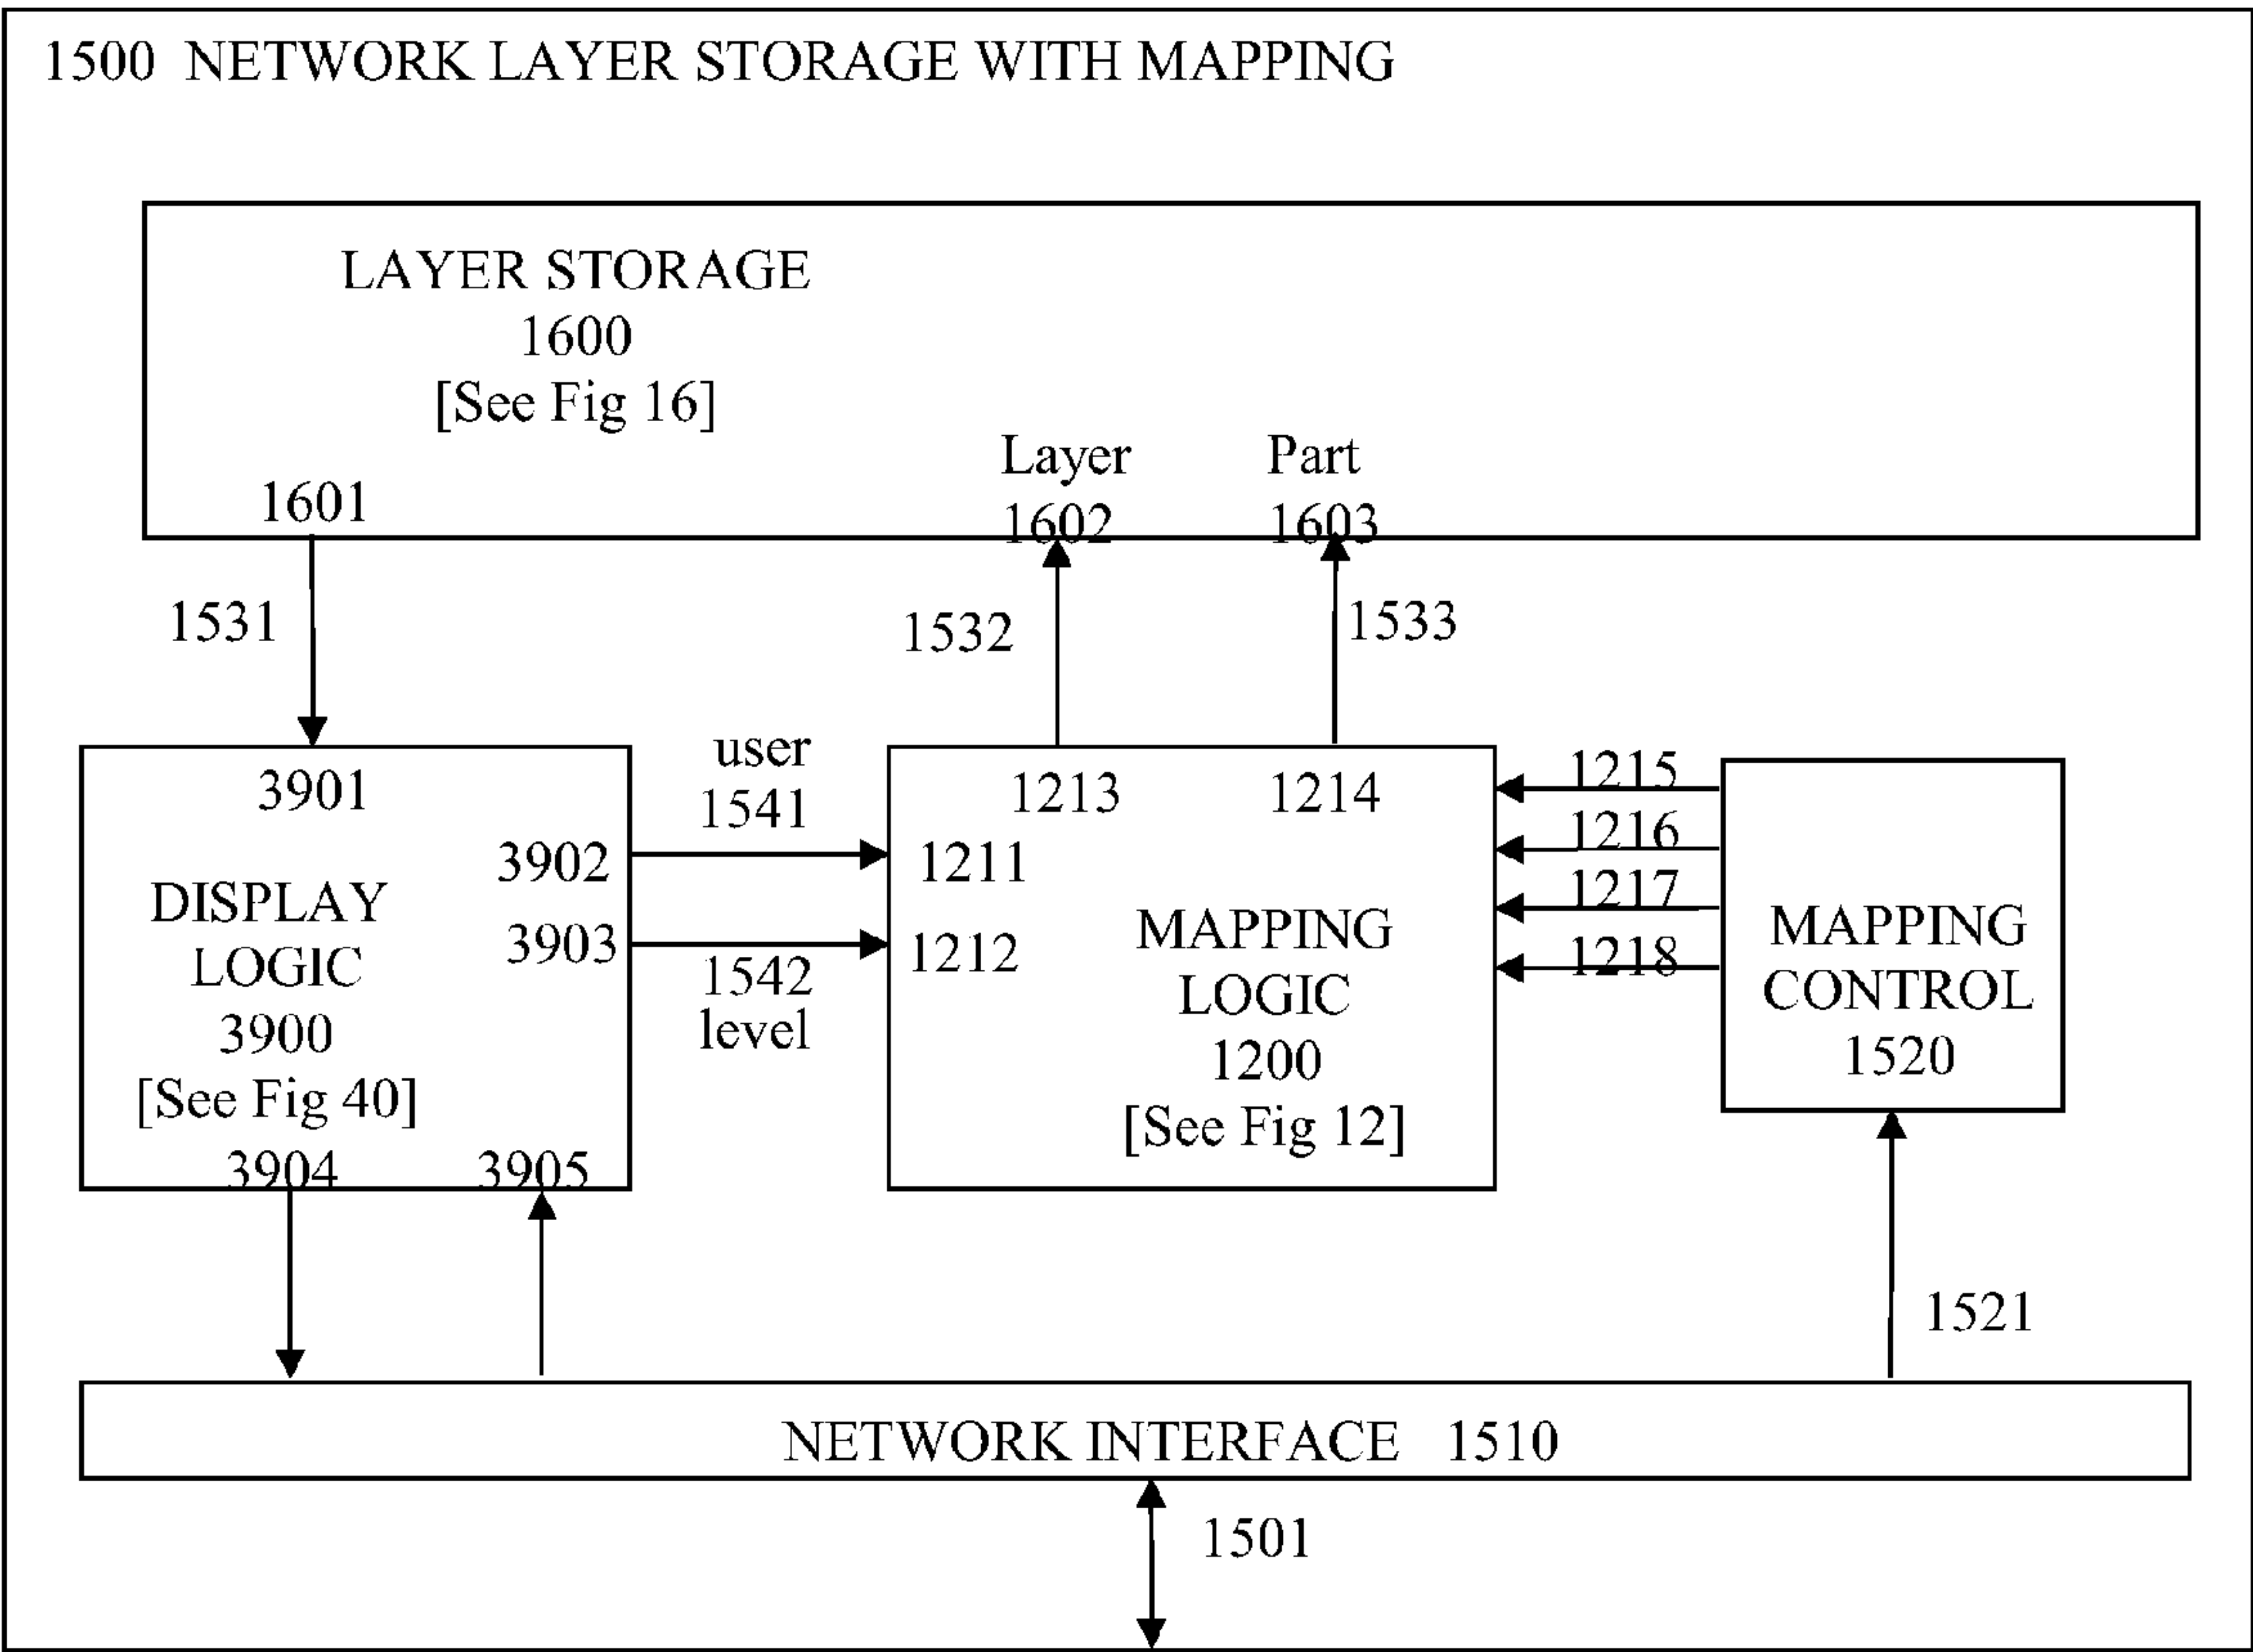 1500 NETWORK LAYER STORAGE WITH MAPPING
LAYER STORAGE
1600
[See Fig 16]
Layer
Part
1601
1602
1603
1531
1532
1533
user
1541
3901
1213
1214
1215
1216
1217
1218
3902
1211
3903
1212
1542
level
DISPLAY
LOGIC
3900
[See Fig 40]
3904
3905
MAPPING
LOGIC
1200
[See Fig 12]
MAPPING
CONTROL
1520
1521
NETWORK INTERFACE 1510
1501